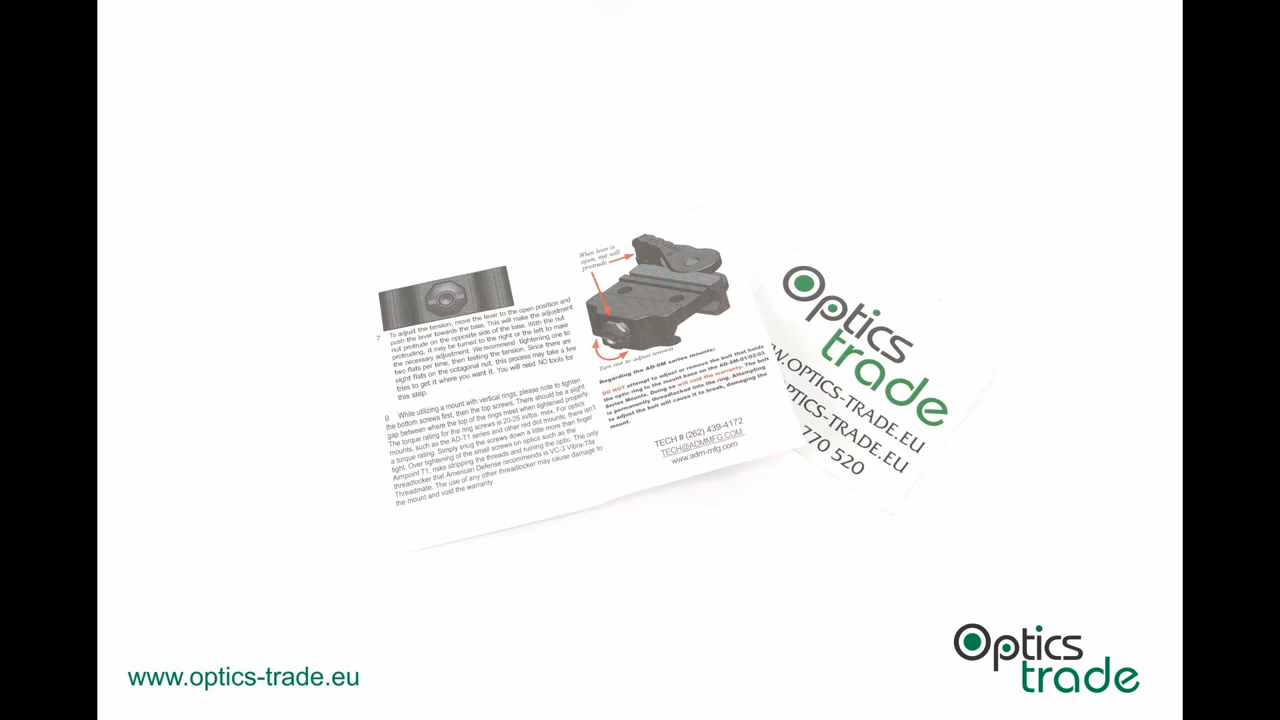 7 To adjust the tension, move the lever to the open position and
push the lever towards the base. This will make the adjustment
nut protrude on the opposite side of the base. With the nut
protruding, it may be turned to the right or the left to make
the necessary adjustment. We recommend tightening one to
two flats per time, then testing the tension. Since there are
eight flats on the octagonal nut, this process may take a few
tries to get it where you want it. You will need NO tools for
this step.
8 While utilizing a mount with vertical rings, please note to tighten
the bottom screws first, then the top screws. There should be a slight
gap between where the top of the rings meet when tightened properly.
The torque rating for the ring screws is 20-25 in/lbs. max. For optics
mounts, such as the AD-T1 series and other red dot mounts, there isn't
a torque rating. Simply snug the screws down a little more than finger
tight. Over tightening of the small screws on optics such as the
Aimpoint T1, risks stripping the threads and ruining the optic. The only
threadlocker that American Defense recommends is VC-3 Vibra-Tite
Threadmate. The use of any other threadlocker may cause damage to
the mount and void the warranty.
When lever is
open, nut will
protrude
Turn nut to adjust tension
Regarding the AD-SM series mounts:
DO NOT attempt to adjust or remove the bolt that holds
the optic ring to the mount base on the AD-SM-01/02/03
Series Mounts. Doing so will void the warranty. The bolt
is permanently threadlocked into the ring. Attempting
to adjust the bolt will cause it to break, damaging the
mount.
TECH # (262) 439-4172
TECH@ADMMFG.COM
www.adm-mfg.com
Optics
trade
W.OPTICS-TRADE.EU
PTICS-TRADE.EU
770 520
www.optics-trade.eu
Optics
trade